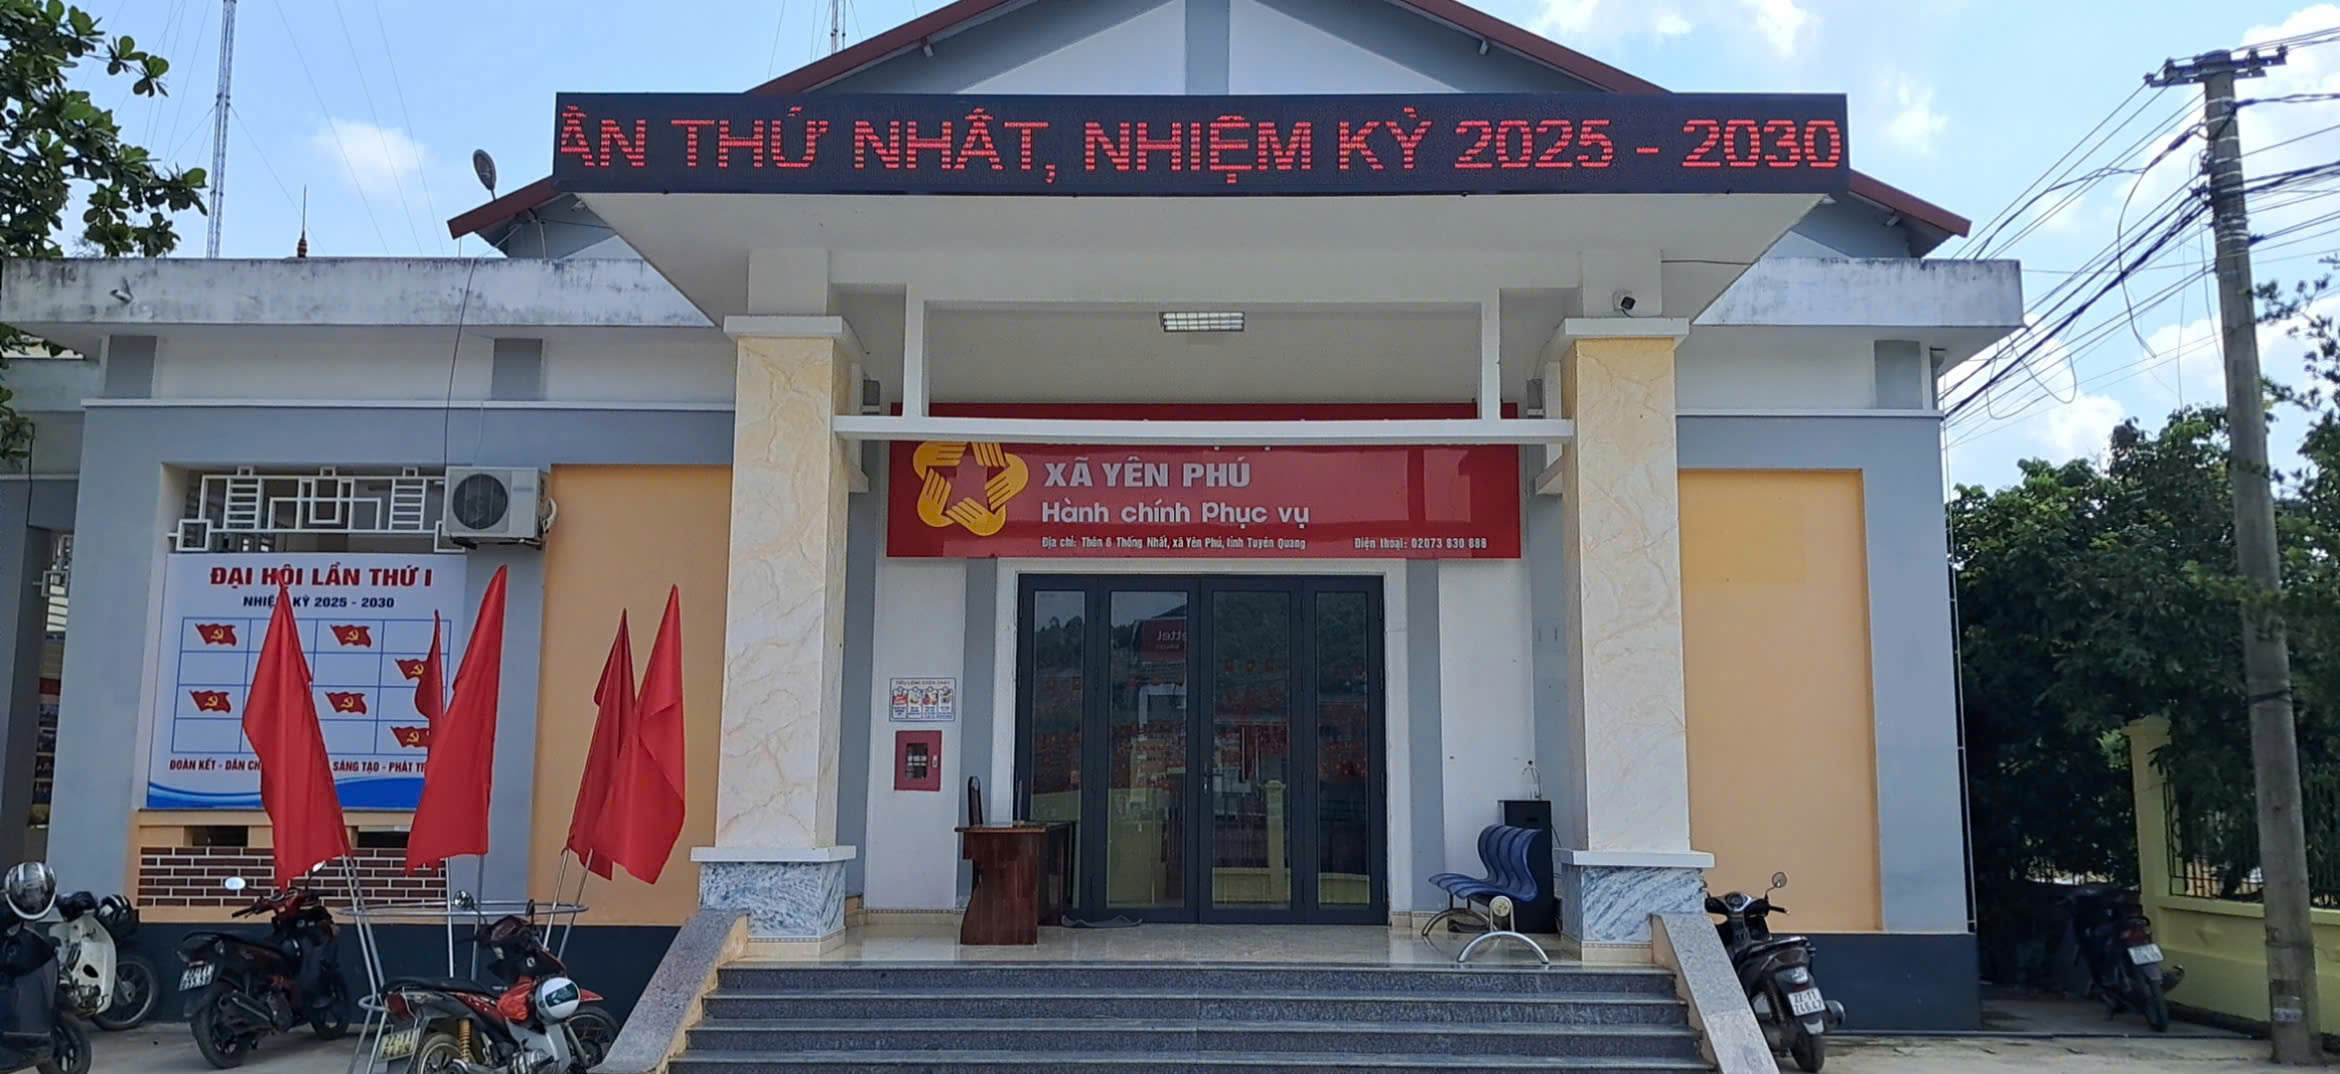 ẦN THỨ NHẤT, NHIỆM KỲ 2025 - 2030
XÃ YÊN PHÚ
Hành chính Phục vụ
Địa chỉ: Thôn 6 Thống Nhất, xã Yên Phú, tỉnh Tuyên Quang
Điện thoại: 02073 830 888
ĐẠI HỘI LẦN THỨ I
NHIỆM KỲ 2025 - 2030
ĐOÀN KẾT - DÂN CH SÁNG TẠO - PHÁT TR